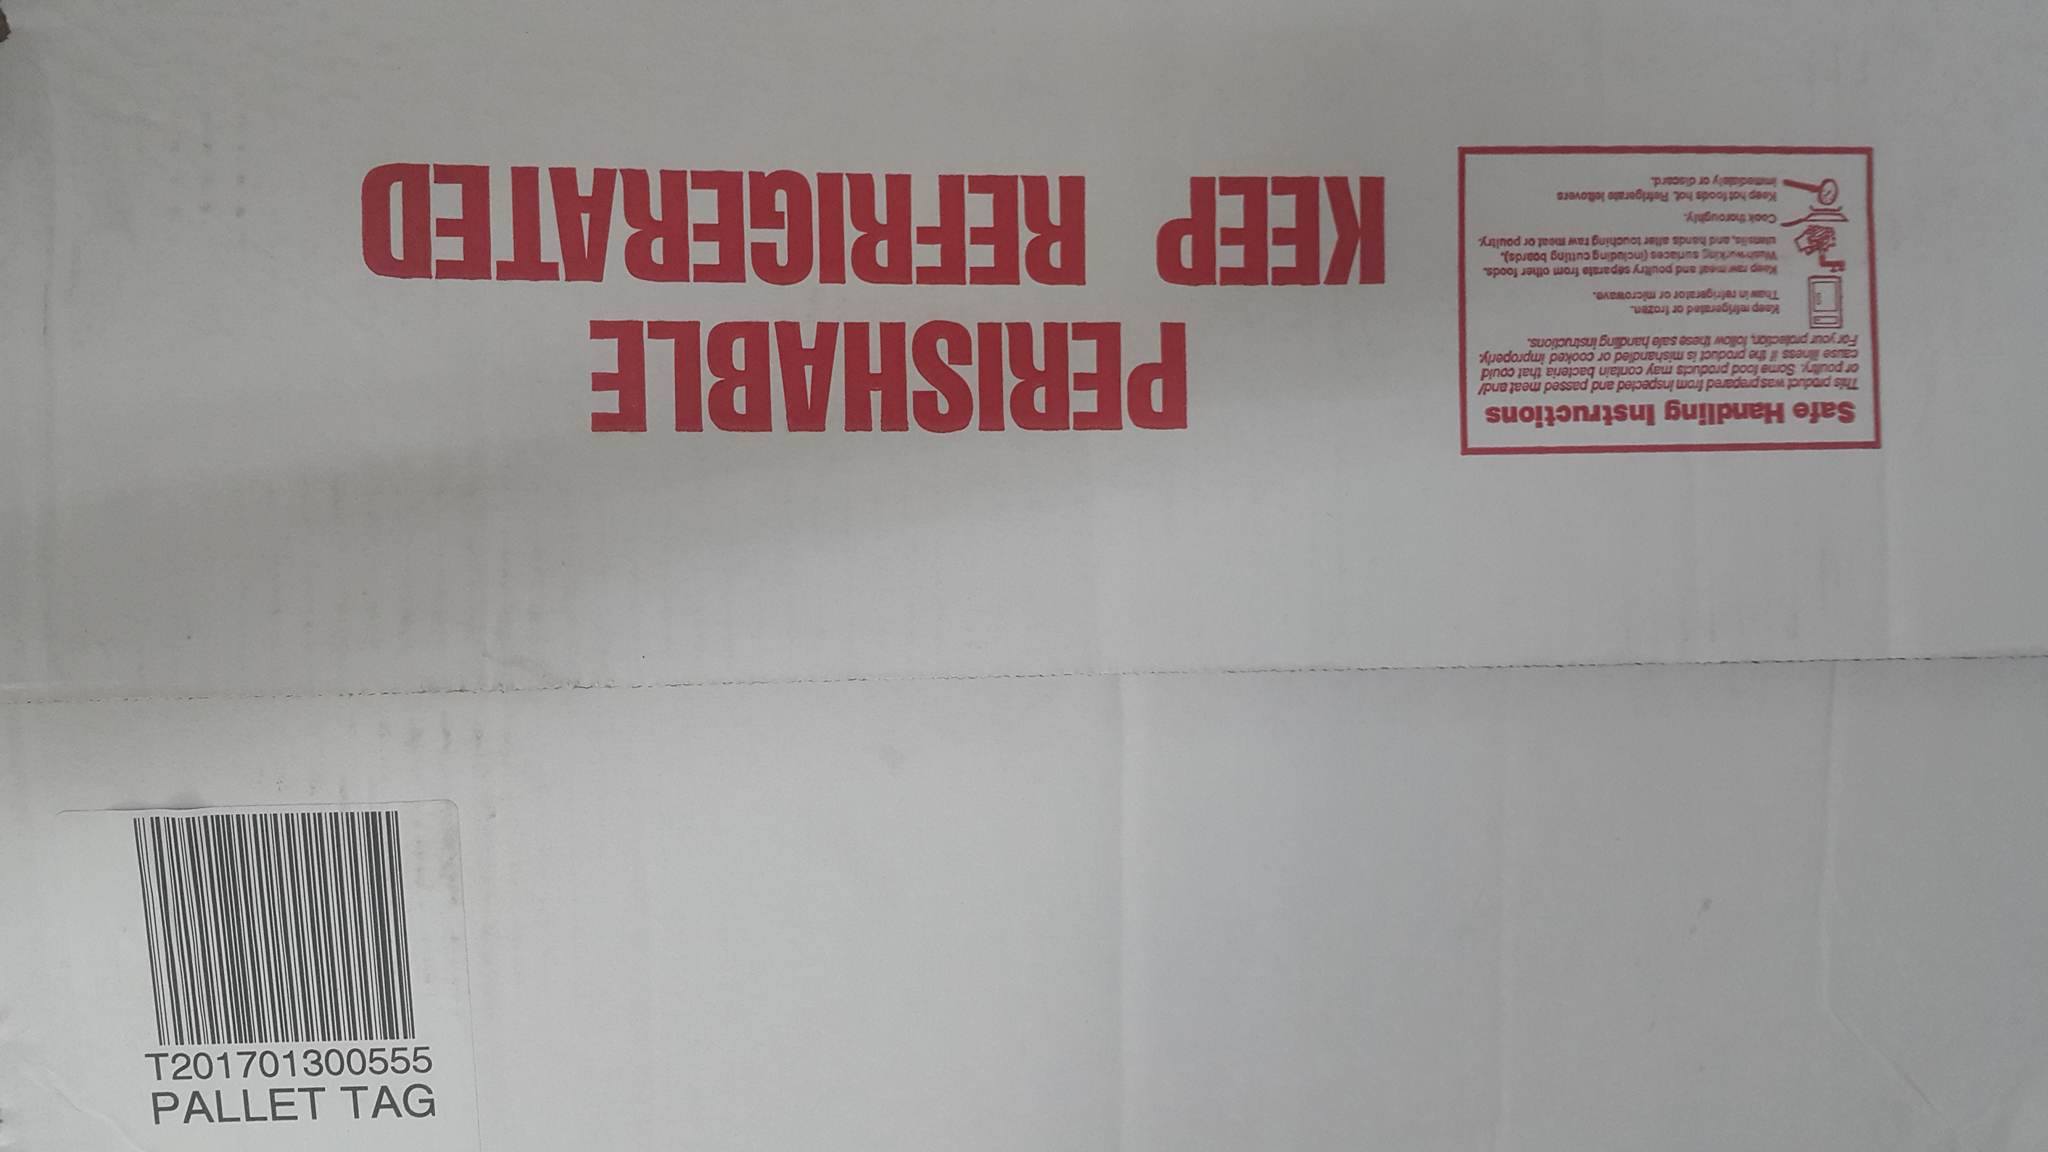 PERISHABLE
KEEP REFRIGERATED
Safe Handling Instructions
This product was prepared from inspected and passed meat and/
or poultry. Some food products may contain bacteria that could
cause illness if the product is mishandled or cooked improperly.
For your protection, follow these safe handling instructions.
Keep refrigerated or frozen.
Thaw in refrigerator or microwave.
Keep raw meat and poultry separate from other foods.
Wash working surfaces (including cutting boards),
utensils, and hands after touching raw meat or poultry.
Cook thoroughly.
Keep hot foods hot. Refrigerate leftovers
immediately or discard.
T201701300555
PALLET TAG